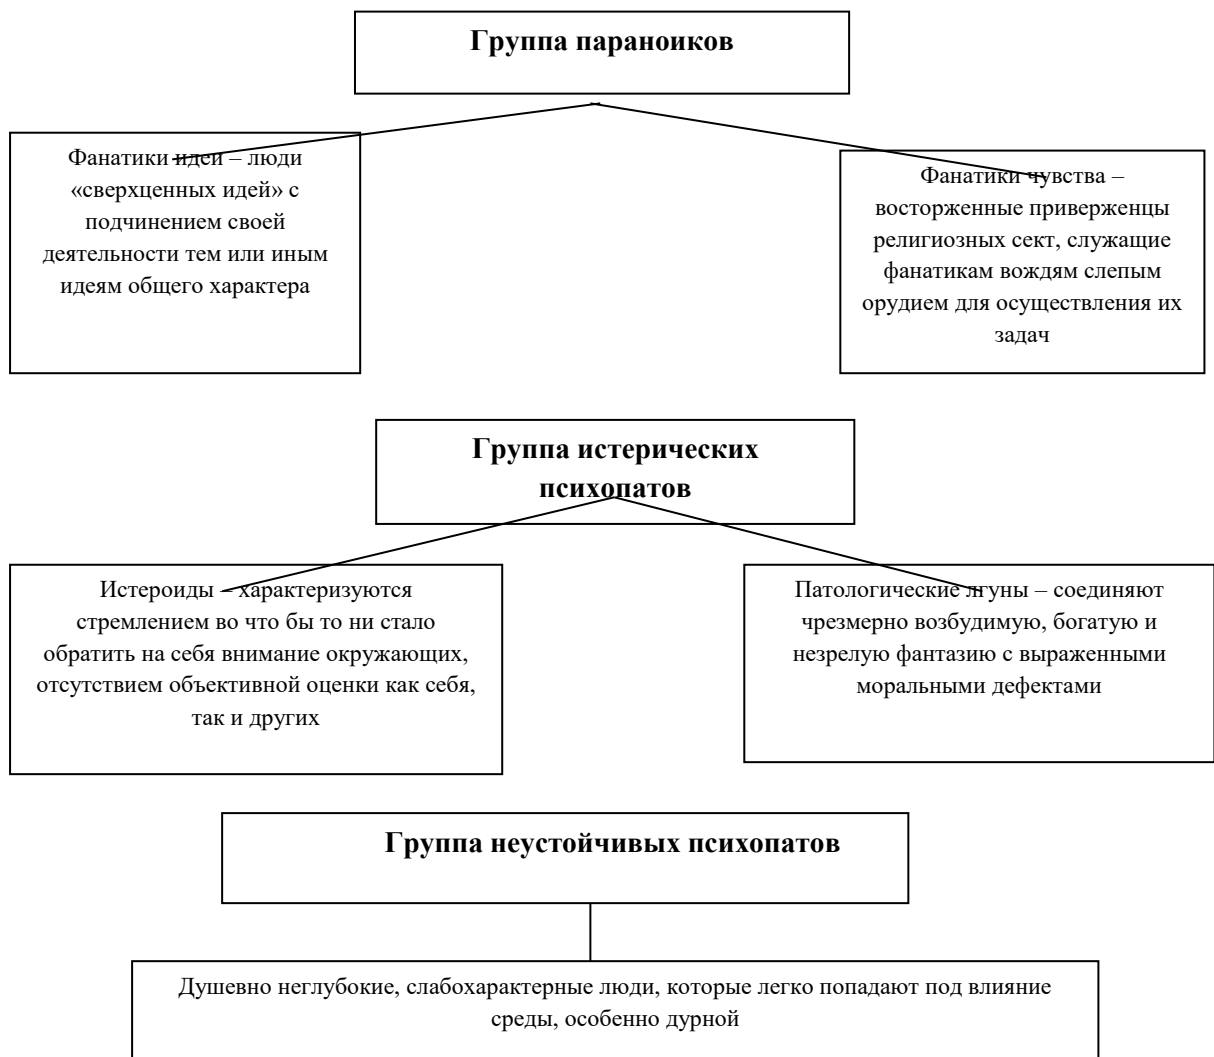 Группа параноиков
Фанатики идеи – люди
«сверхценных идей» с
подчинением своей
деятельности тем или иным
идеям общего характера
Фанатики чувства –
восторженные приверженцы
религиозных сект, служащие
фанатикам вождям слепым
орудием для осуществления их
задач
Группа истерических
психопатов
Истероиды – характеризуются
стремлением во что бы то ни стало
обратить на себя внимание окружающих,
отсутствием объективной оценки как себя,
так и других
Патологические лгуны – соединяют
чрезмерно возбудимую, богатую и
незрелую фантазию с выраженными
моральными дефектами
Группа неустойчивых психопатов
Душевно неглубокие, слабохарактерные люди, которые легко попадают под влияние
среды, особенно дурной